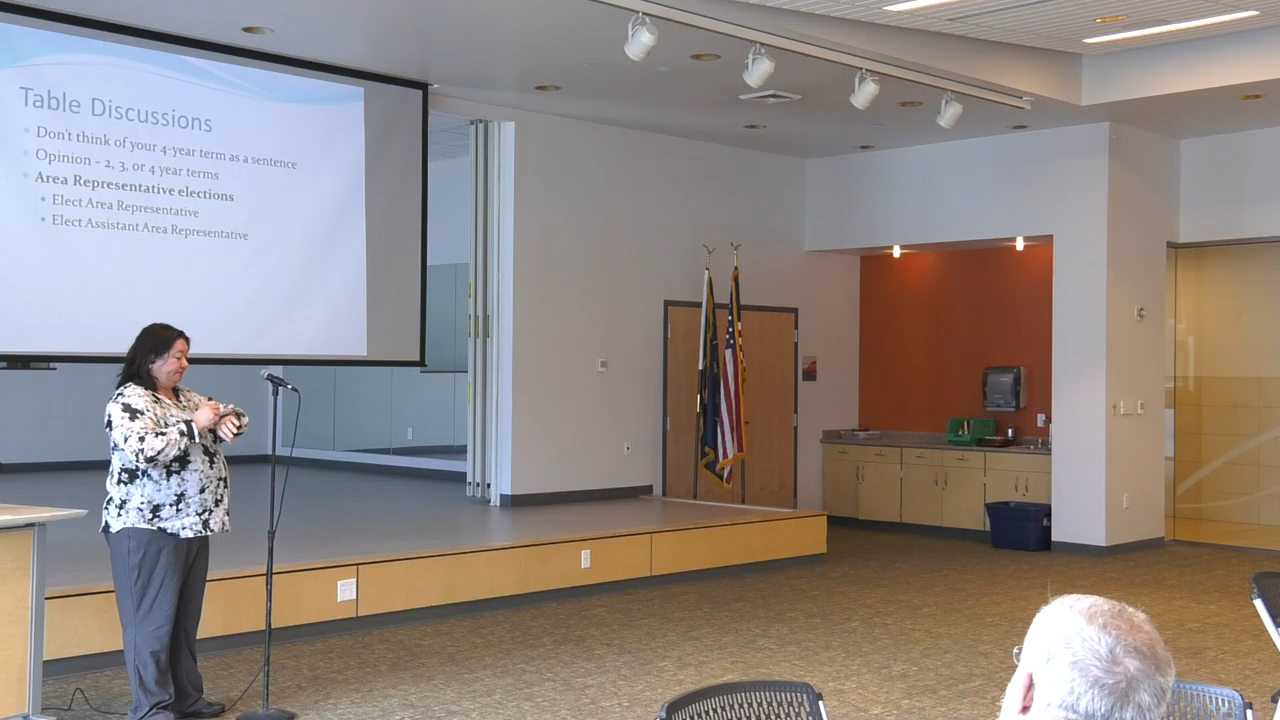 Table Discussions
Don't think of your 4-year term as a sentence
Opinion - 2, 3, or 4 year terms
Area Representative elections
Elect Area Representative
Elect Assistant Area Representative